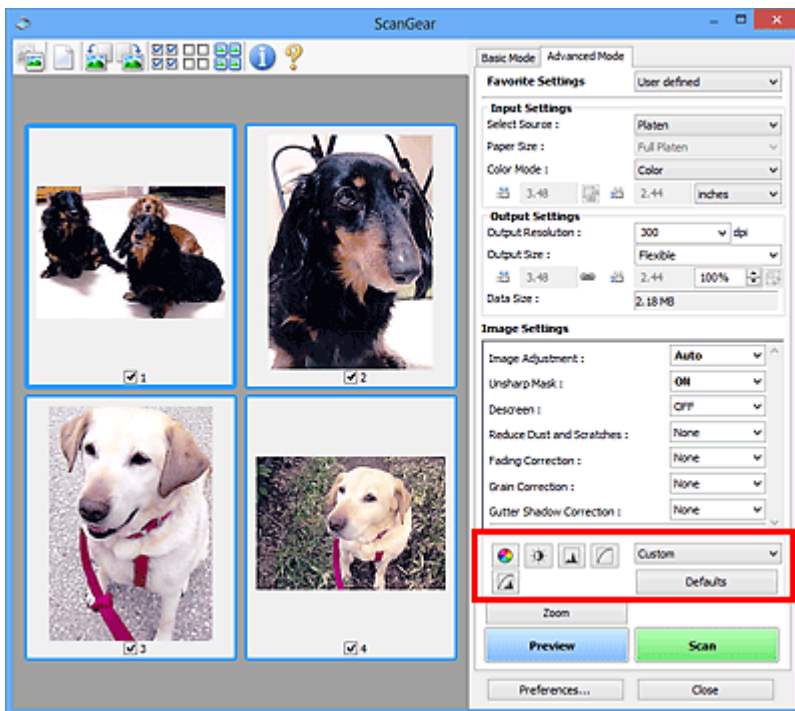 ScanGear
Basic Mode Advanced Mode
Favorite Settings User defined
Input Settings
Select Source : Platen
Paper Size : Full Platen
Color Mode : Color
3.48 2.44 inches
Output Settings
Output Resolution : 300 dpi
Output Size : Flexible
3.48 2.44 100%
Data Size : 2.18 MB
Image Settings
Image Adjustment : Auto
Unsharp Mask : ON
Descreen : OFF
Reduce Dust and Scratches : None
Fading Correction : None
Grain Correction : None
Gutter Shadow Correction : None
Custom
Defaults
Zoom
Preview Scan
Preferences... Close
1
2
3
4